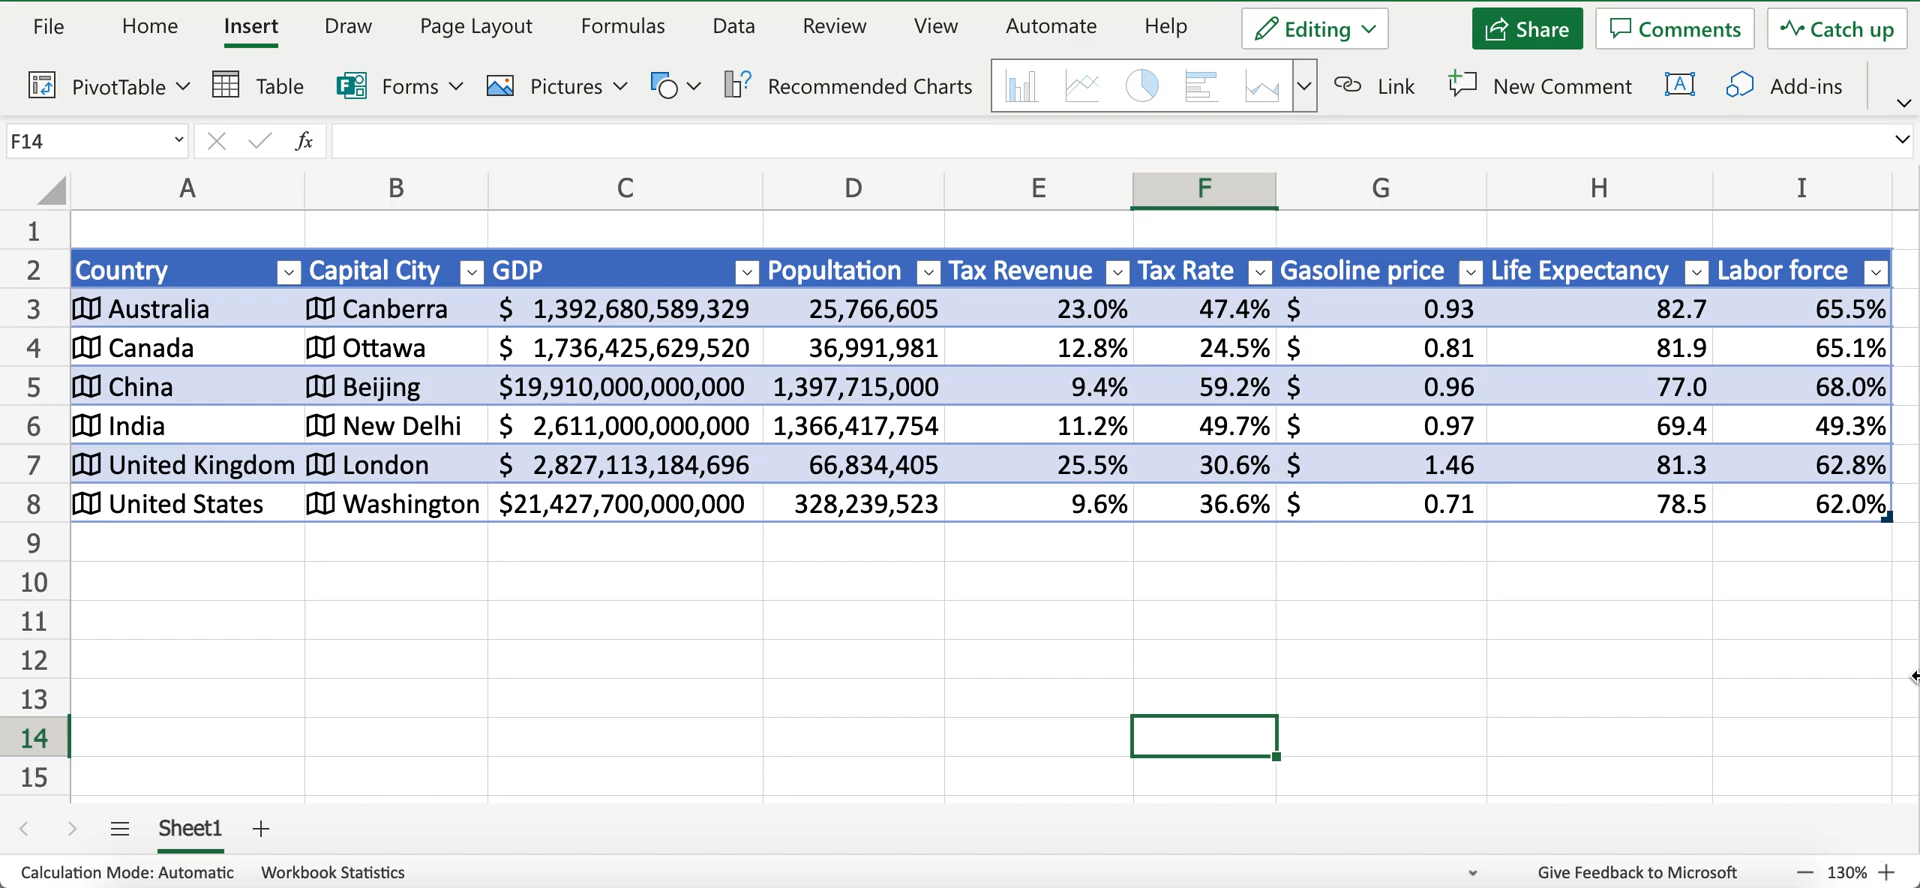 File Home Insert Draw Page Layout Formulas Data Review View Automate Help Editing Share Comments Catch up
PivotTable Table Forms Pictures Recommended Charts Link New Comment A Add-ins
F14 fx
A B C D E F G H I
1
2 Country Capital City GDP Popultation Tax Revenue Tax Rate Gasoline price Life Expectancy Labor force
3 Australia Canberra $ 1,392,680,589,329 25,766,605 23.0% 47.4% $ 0.93 82.7 65.5%
4 Canada Ottawa $ 1,736,425,629,520 36,991,981 12.8% 24.5% $ 0.81 81.9 65.1%
5 China Beijing $19,910,000,000,000 1,397,715,000 9.4% 59.2% $ 0.96 77.0 68.0%
6 India New Delhi $ 2,611,000,000,000 1,366,417,754 11.2% 49.7% $ 0.97 69.4 49.3%
7 United Kingdom London $ 2,827,113,184,696 66,834,405 25.5% 30.6% $ 1.46 81.3 62.8%
8 United States Washington $21,427,700,000,000 328,239,523 9.6% 36.6% $ 0.71 78.5 62.0%
9
10
11
12
13
14
15
Sheet1
Calculation Mode: Automatic Workbook Statistics Give Feedback to Microsoft 130%